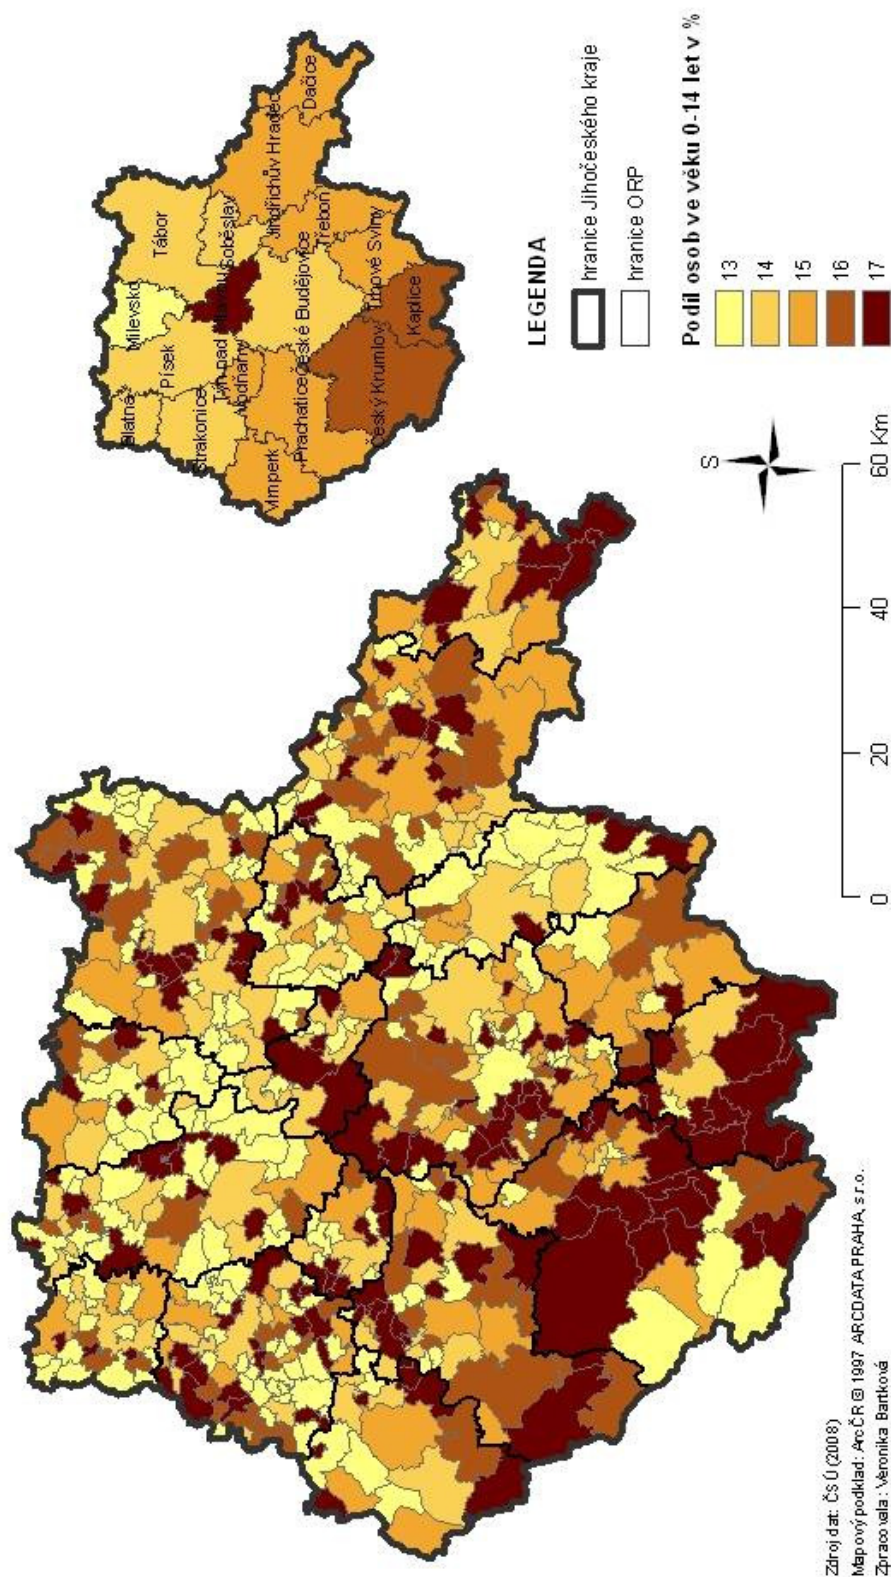 Milevsko
Tábor
Blatná
Písek
Soběslav
Strakonice
Týn nad Vltavou
Vodňany
Jindřichův Hradec
Dačice
Vimperk
Prachatice
České Budějovice
Třeboň
Trhové Sviny
Český Krumlov
Kaplice
LEGENDA
hranice Jihočeského kraje
hranice ORP
Podíl osob ve věku 0-14 let v %
13
14
15
16
17
S
0 20 40 60 Km
Zdroj dat: ČSÚ (2008)
Mapový podklad: ArcČR © 1997 ARCDATA PRAHA, s.r.o.
Zpracovala: Veronika Bartková